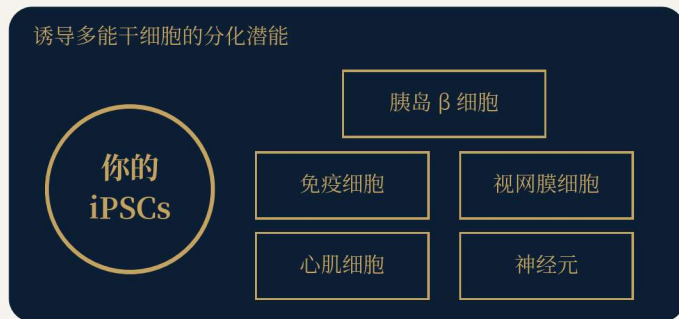 诱导多能干细胞的分化潜能
你的
iPSCs
胰岛 β 细胞
免疫细胞
视网膜细胞
心肌细胞
神经元